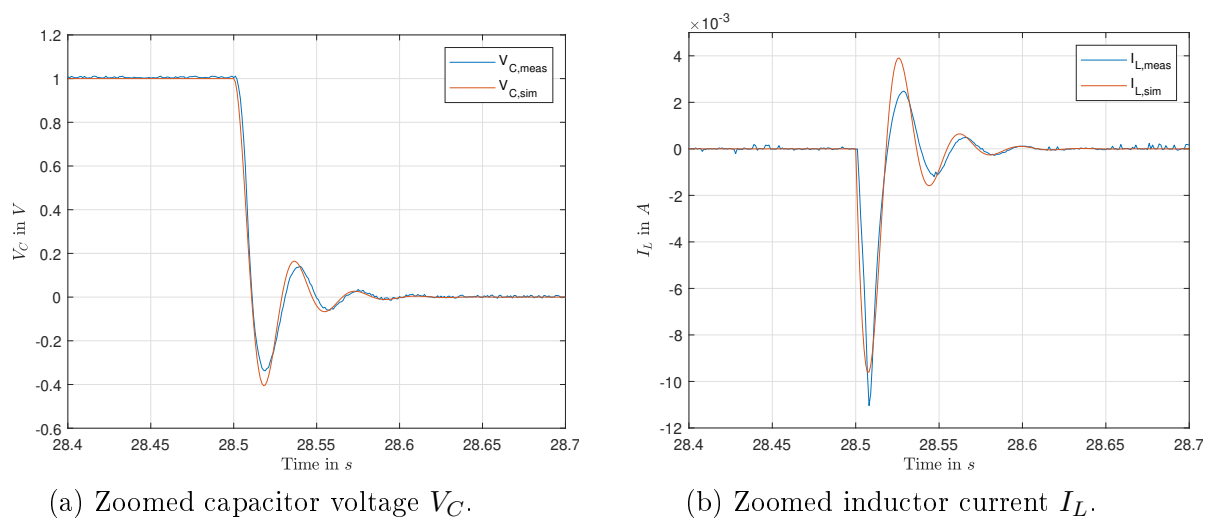 1.2
1
0.8
0.6
0.4
0.2
0
-0.2
-0.4
-0.6
V_C in V
28.4 28.45 28.5 28.55 28.6 28.65 28.7
Time in s
V_C,meas
V_C,sim
(a) Zoomed capacitor voltage V_C.
×10^-3
4
2
0
-2
-4
-6
-8
-10
-12
I_L in A
28.4 28.45 28.5 28.55 28.6 28.65 28.7
Time in s
I_L,meas
I_L,sim
(b) Zoomed inductor current I_L.